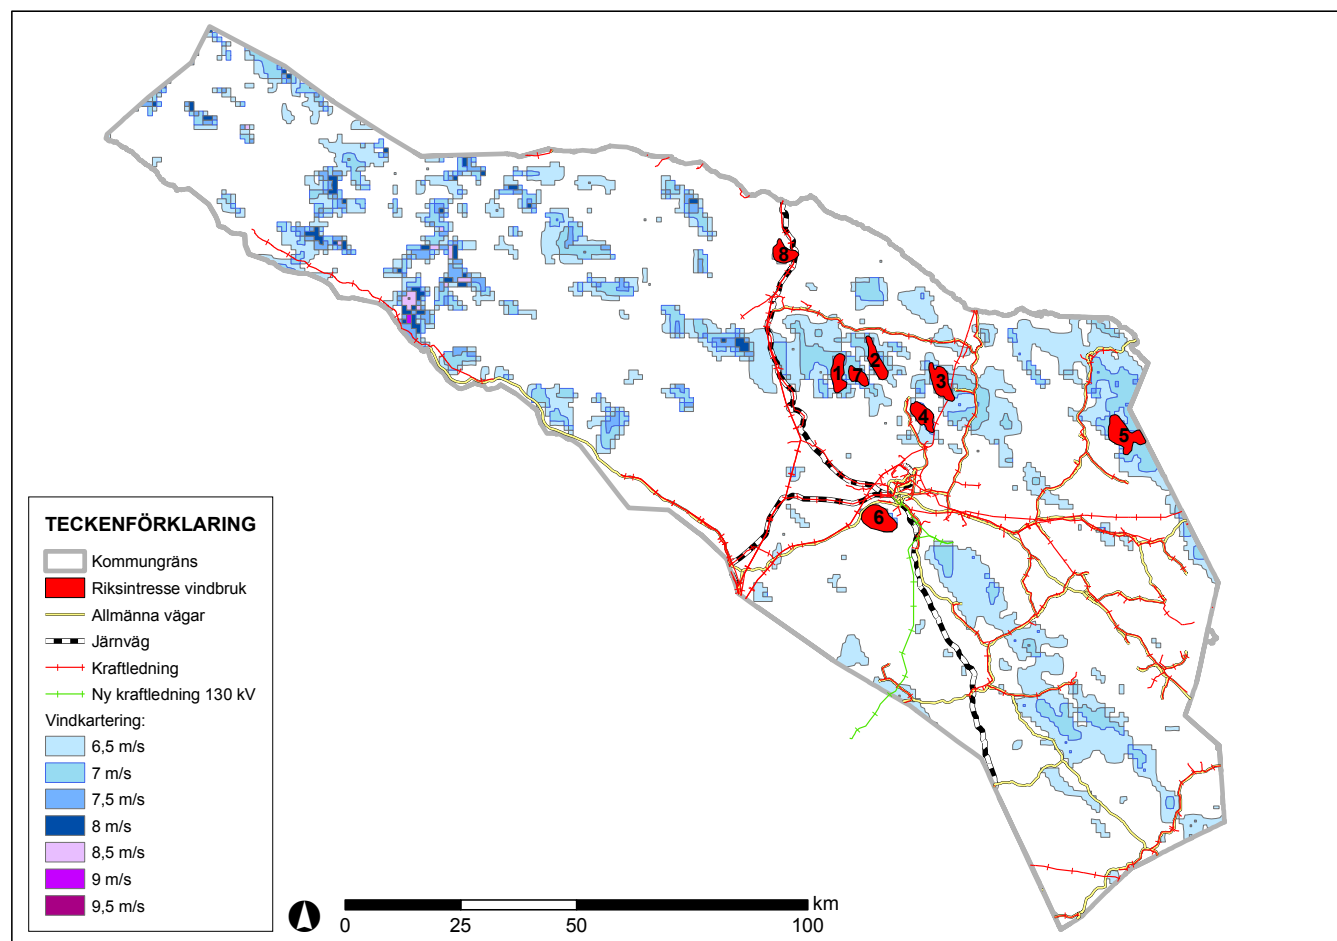 8
2
1
7
3
4
5
6
TECKENFÖRKLARING
Kommungräns
Riksintresse vindbruk
Allmänna vägar
Järnväg
Kraftledning
Ny kraftledning 130 kV
Vindkartering:
6,5 m/s
7 m/s
7,5 m/s
8 m/s
8,5 m/s
9 m/s
9,5 m/s
km
0 25 50 100